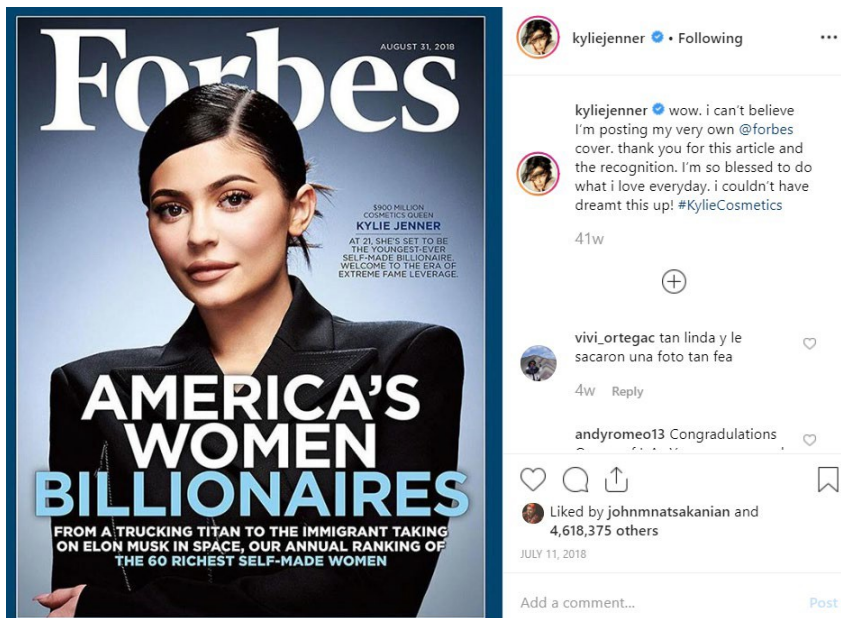 Forbes
AUGUST 31, 2018
$900 MILLION
COSMETICS QUEEN
KYLIE JENNER
AT 21, SHE'S SET TO BE
THE YOUNGEST-EVER
SELF-MADE BILLIONAIRE.
WELCOME TO THE ERA OF
EXTREME FAME LEVERAGE.
AMERICA'S
WOMEN
BILLIONAIRES
FROM A TRUCKING TITAN TO THE IMMIGRANT TAKING
ON ELON MUSK IN SPACE, OUR ANNUAL RANKING OF
THE 60 RICHEST SELF-MADE WOMEN
kyliejenner • Following
kyliejenner wow. i can't believe
I'm posting my very own @forbes
cover. thank you for this article and
the recognition. I'm so blessed to do
what i love everyday. i couldn't have
dreamt this up! #KylieCosmetics
41w
vivi_ortegac tan linda y le
sacaron una foto tan fea
4w Reply
andyromeo13 Congradulations
Liked by johnmnatsakanian and
4,618,375 others
JULY 11, 2018
Add a comment... Post